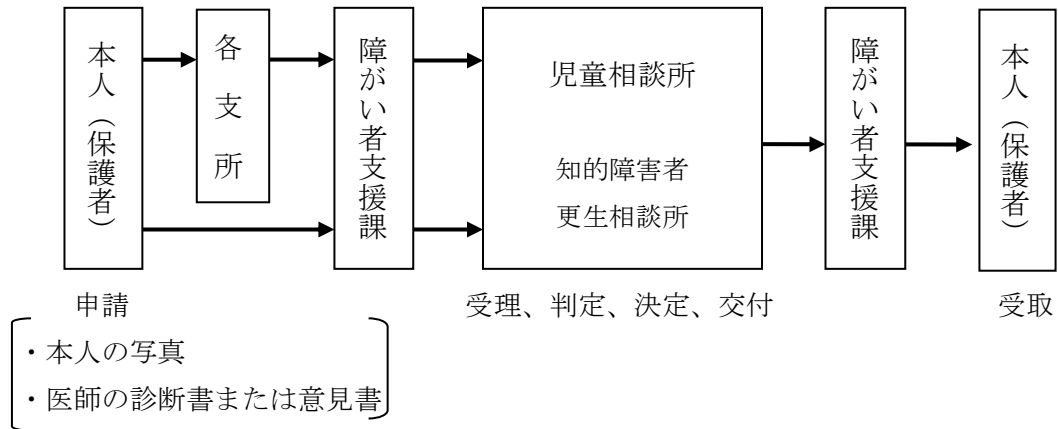 本人（保護者）
各支所
障がい者支援課
児童相談所
知的障害者
更生相談所
障がい者支援課
本人（保護者）
申請
受理、判定、決定、交付
受取
・本人の写真
・医師の診断書または意見書